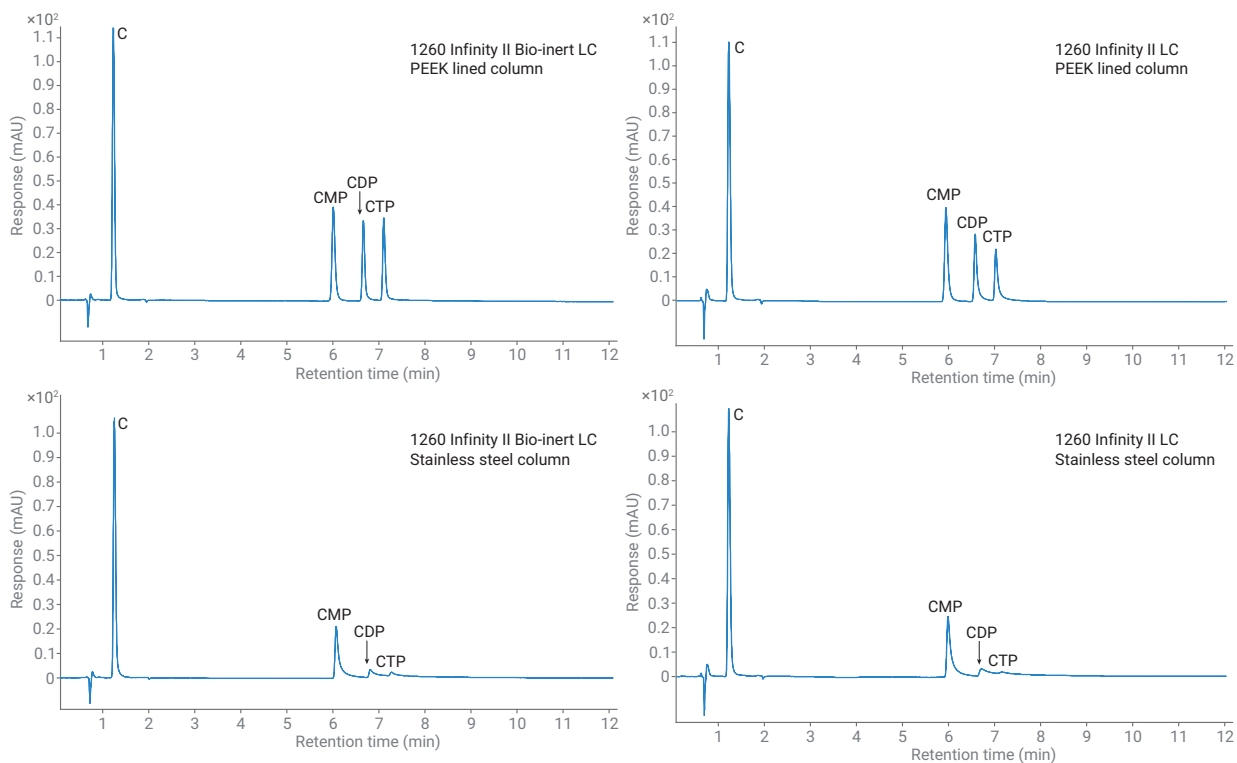 ×10²
1.1
1.0
0.9
0.8
0.7
0.6
0.5
0.4
0.3
0.2
0.1
0
Response (mAU)
C
CMP
CDP
CTP
1260 Infinity II Bio-inert LC
PEEK lined column
1 2 3 4 5 6 7 8 9 10 11 12
Retention time (min)
×10²
1.1
1.0
0.9
0.8
0.7
0.6
0.5
0.4
0.3
0.2
0.1
0
Response (mAU)
C
CMP
CDP
CTP
1260 Infinity II LC
PEEK lined column
1 2 3 4 5 6 7 8 9 10 11 12
Retention time (min)
×10²
1.0
0.9
0.8
0.7
0.6
0.5
0.4
0.3
0.2
0.1
0
Response (mAU)
C
CMP
CDP
CTP
1260 Infinity II Bio-inert LC
Stainless steel column
1 2 3 4 5 6 7 8 9 10 11 12
Retention time (min)
×10²
1.0
0.9
0.8
0.7
0.6
0.5
0.4
0.3
0.2
0.1
0
Response (mAU)
C
CMP
CDP
CTP
1260 Infinity II LC
Stainless steel column
1 2 3 4 5 6 7 8 9 10 11 12
Retention time (min)